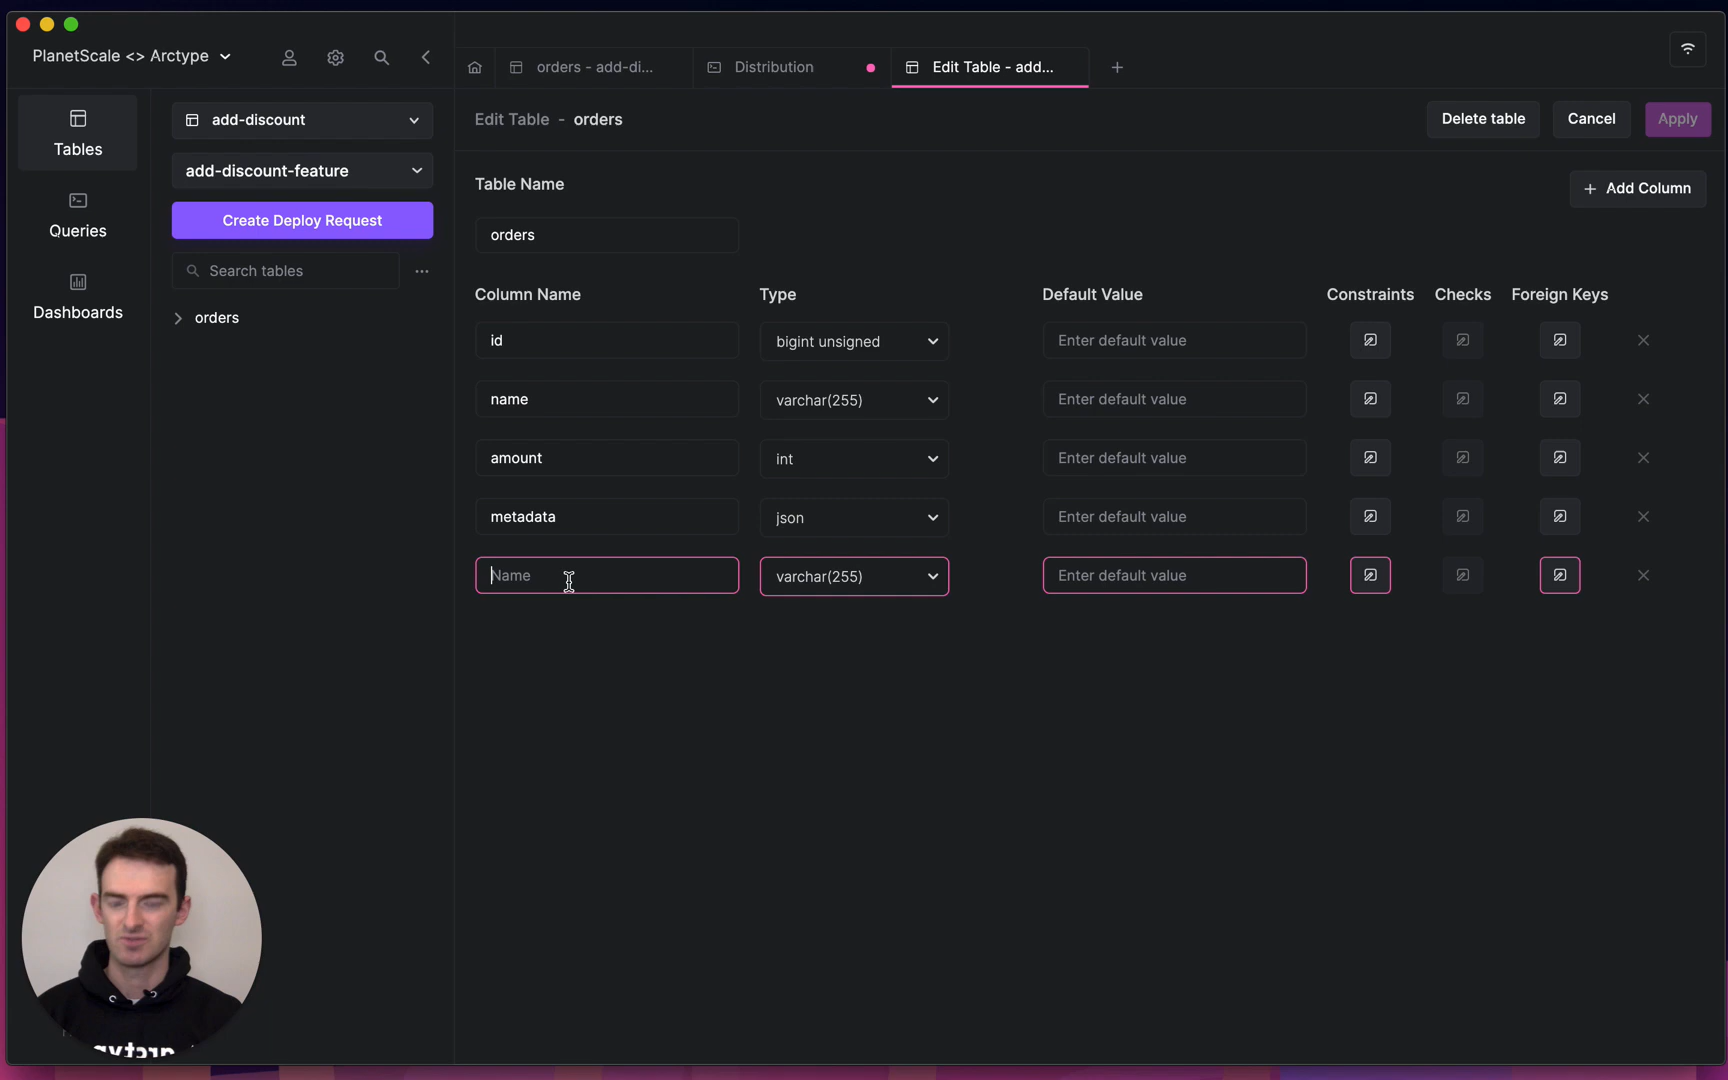 PlanetScale <> Arctype
orders - add-di...
Distribution
Edit Table - add...
Tables
Queries
Dashboards
add-discount
add-discount-feature
Create Deploy Request
Search tables
orders
Edit Table - orders
Delete table
Cancel
Apply
Table Name
Add Column
orders
Column Name Type Default Value Constraints Checks Foreign Keys
id bigint unsigned Enter default value
name varchar(255) Enter default value
amount int Enter default value
metadata json Enter default value
Name varchar(255) Enter default value